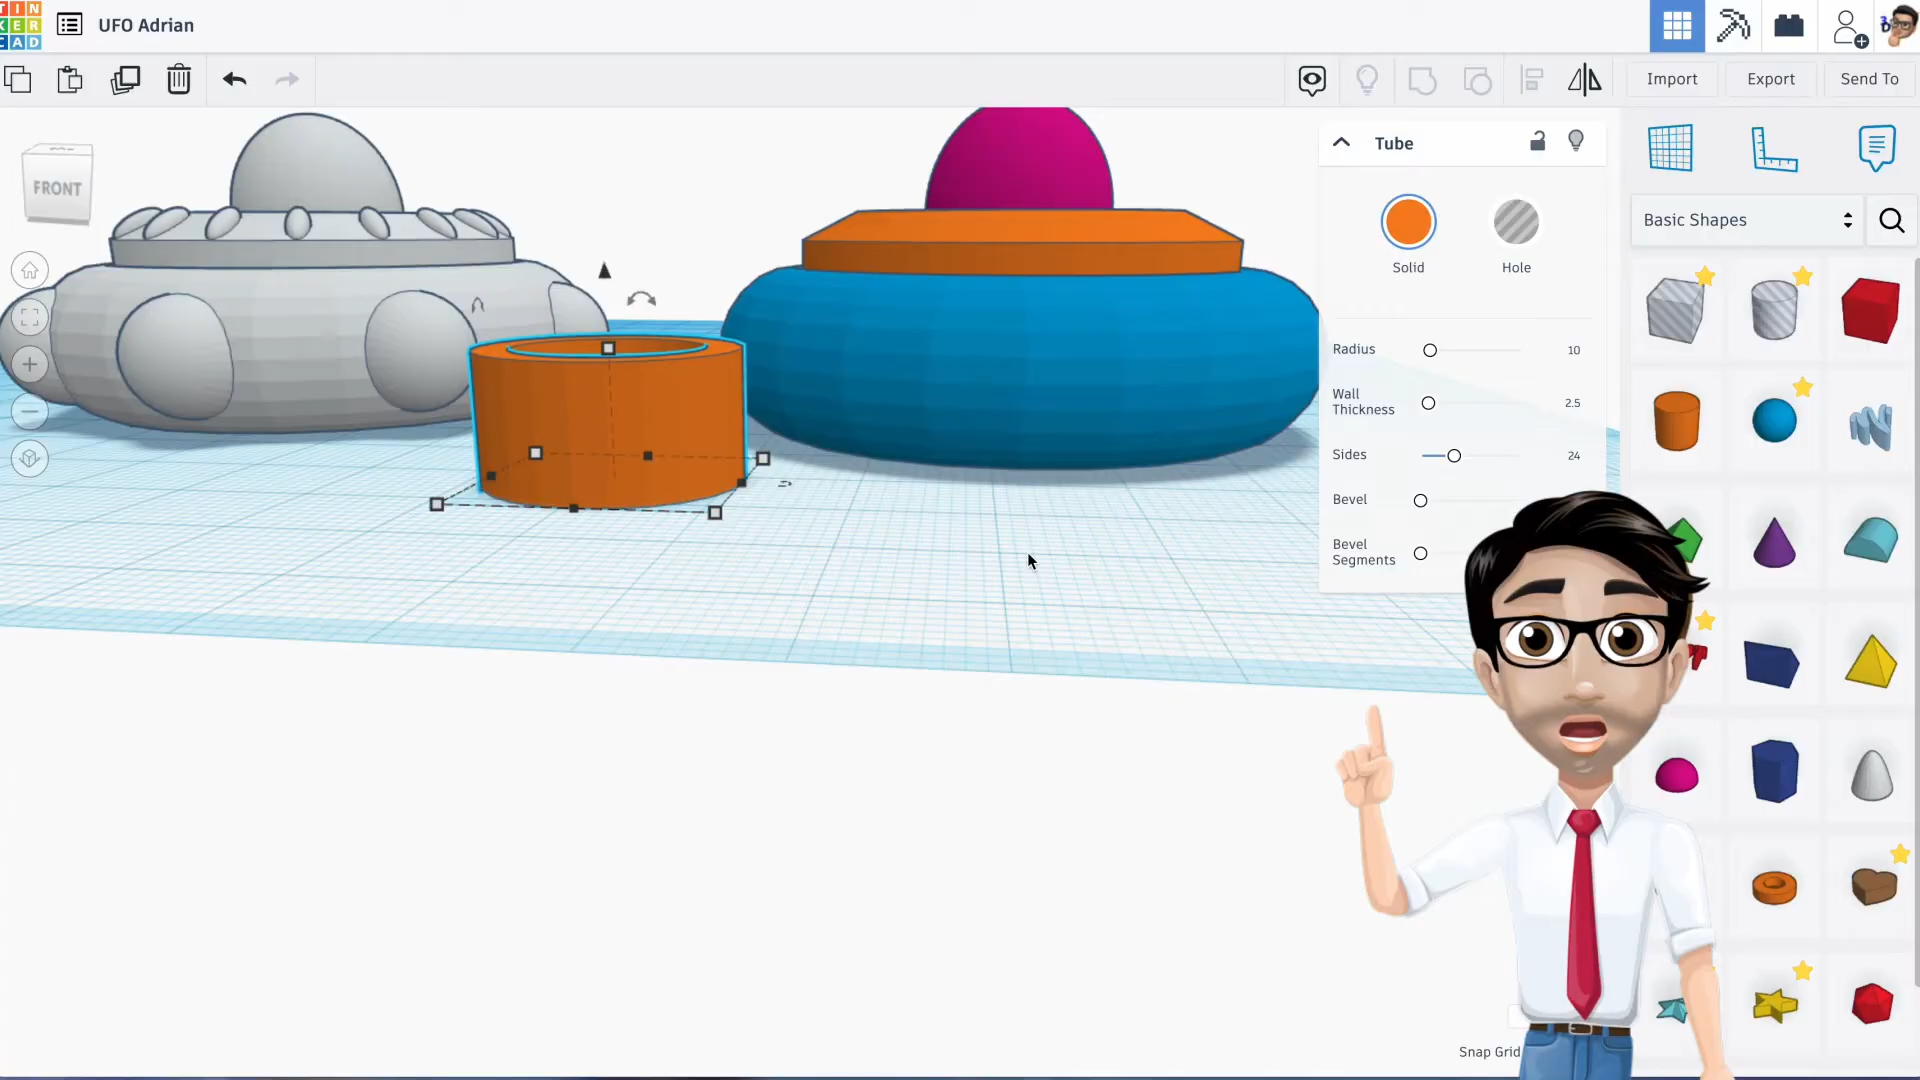 TIN
KER
CAD
UFO Adrian
Import
Export
Send To
FRONT
Tube
Solid
Hole
Radius
10
Wall
Thickness
2.5
Sides
24
Bevel
Bevel
Segments
Basic Shapes
Snap Grid